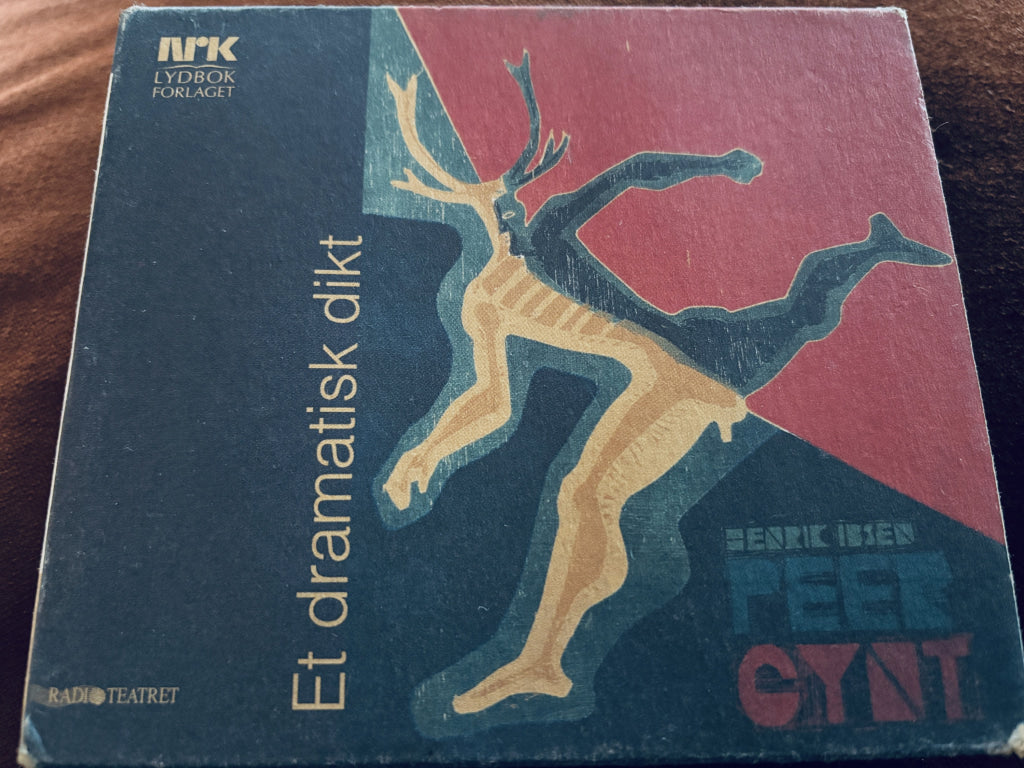 NRK
LYDBOK
FORLAGET
Et dramatisk dikt
HENRIK IBSEN
PEER
GYNT
RADIOTEATRET